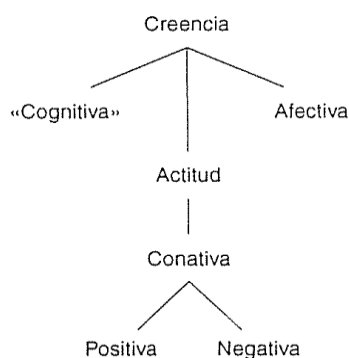 Creencia
«Cognitiva» Afectiva
Actitud
Conativa
Positiva Negativa